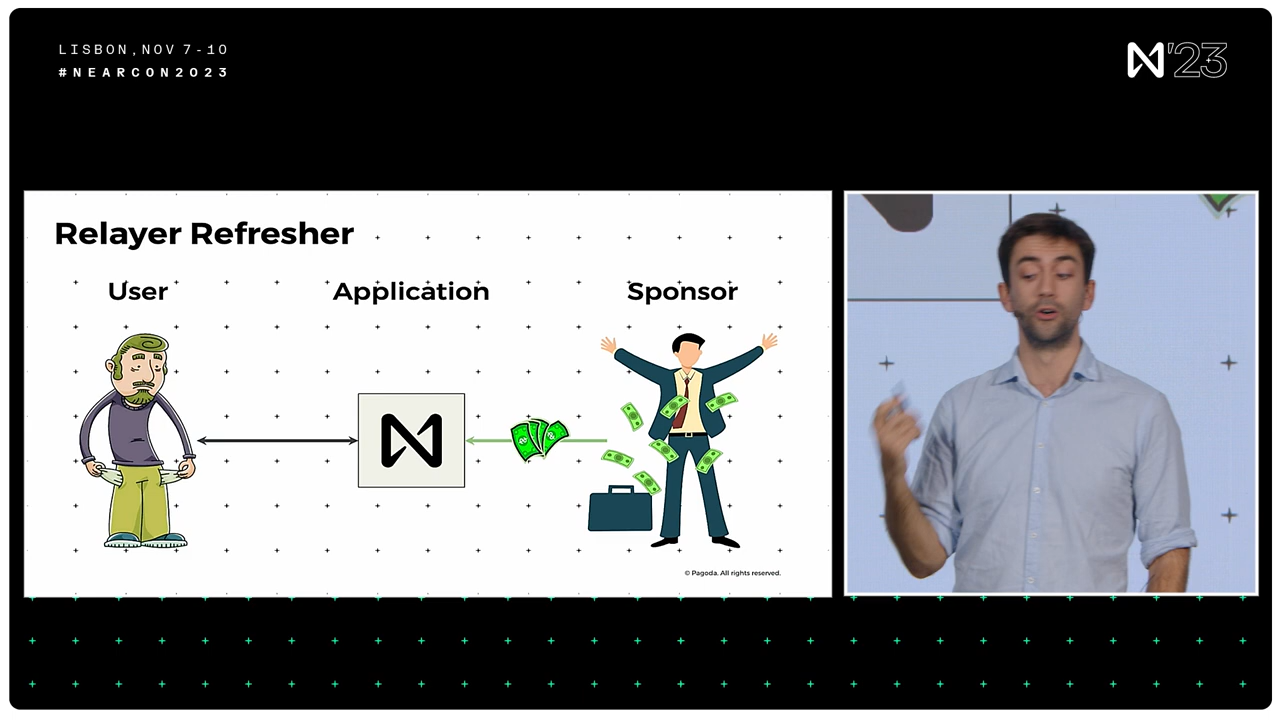 LISBON, NOV 7-10
#NEARCON2023
'23
Relayer Refresher
User
Application
Sponsor
© Pagoda. All rights reserved.